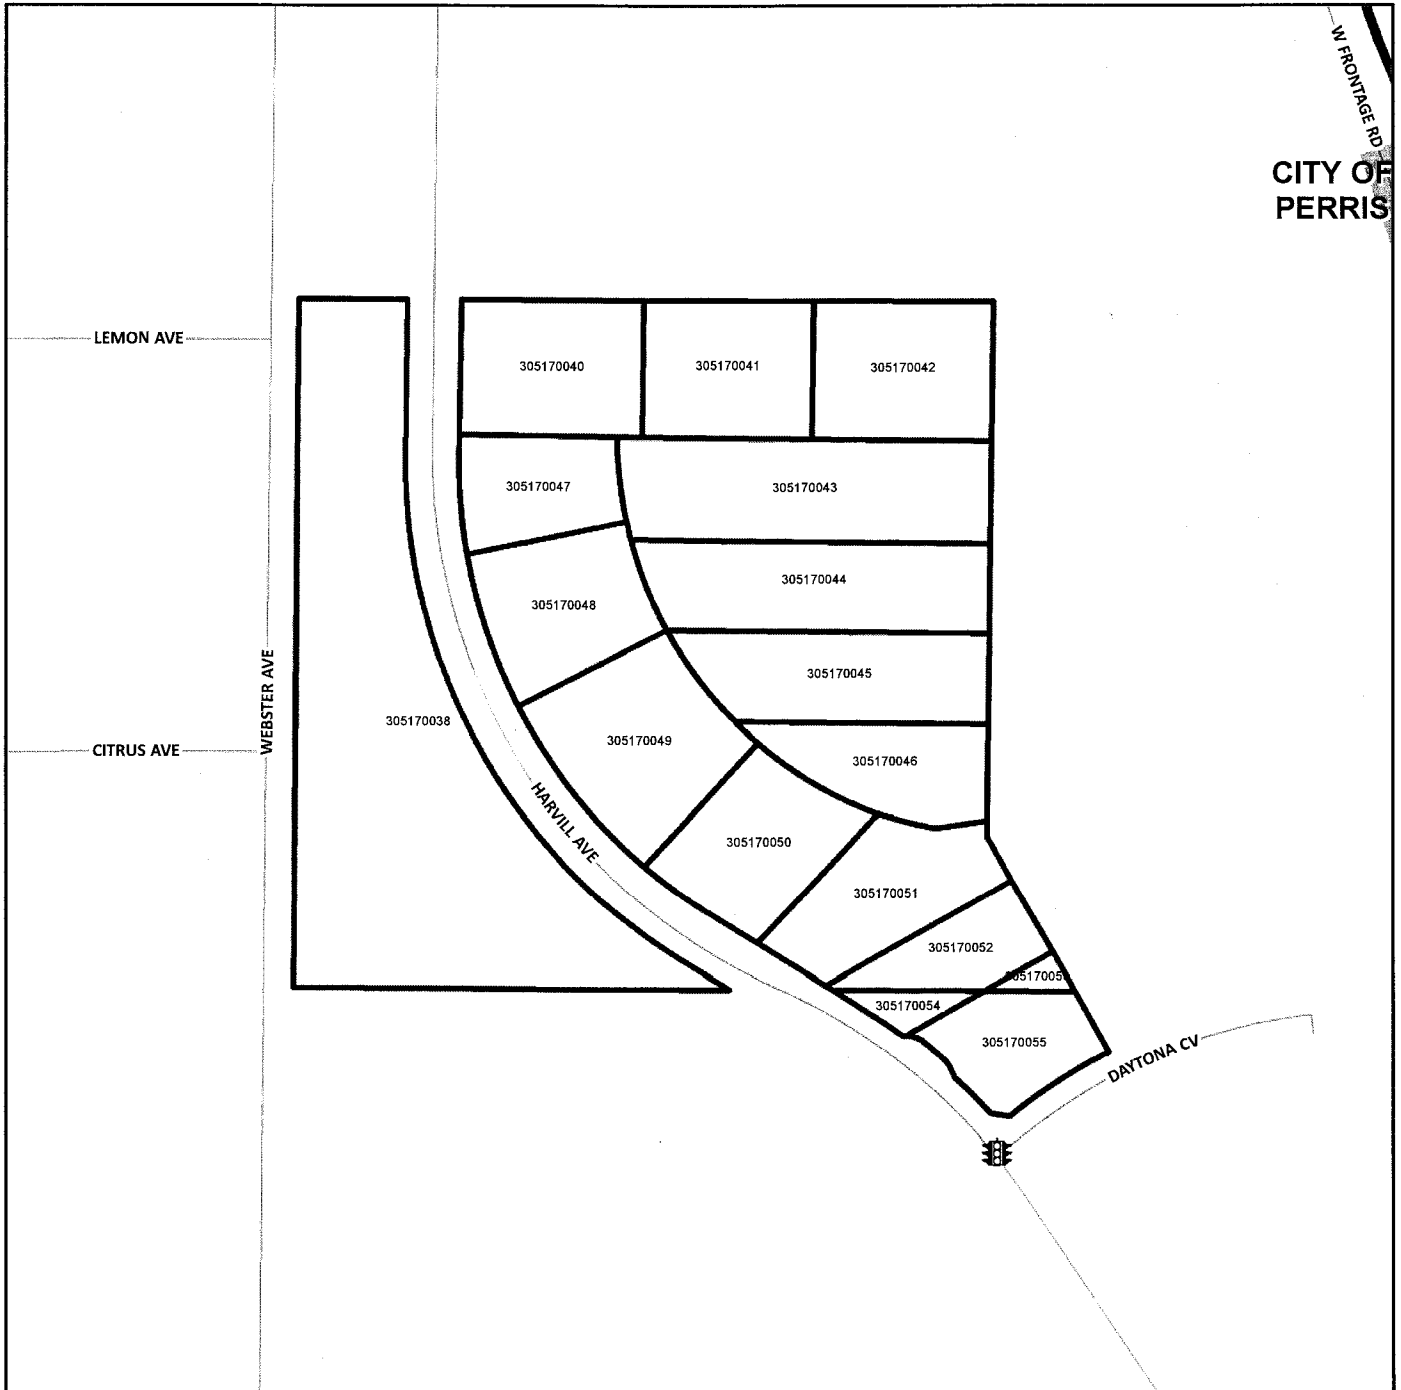 W FRONTAGE RD
CITY OF
PERRIS
LEMON AVE
305170040
305170041
305170042
305170047
305170043
305170044
305170048
305170045
WEBSTER AVE
305170038
305170049
CITRUS AVE
305170046
HARVILL AVE
305170050
305170051
305170052
305170054
305170055
DAYTONA CV